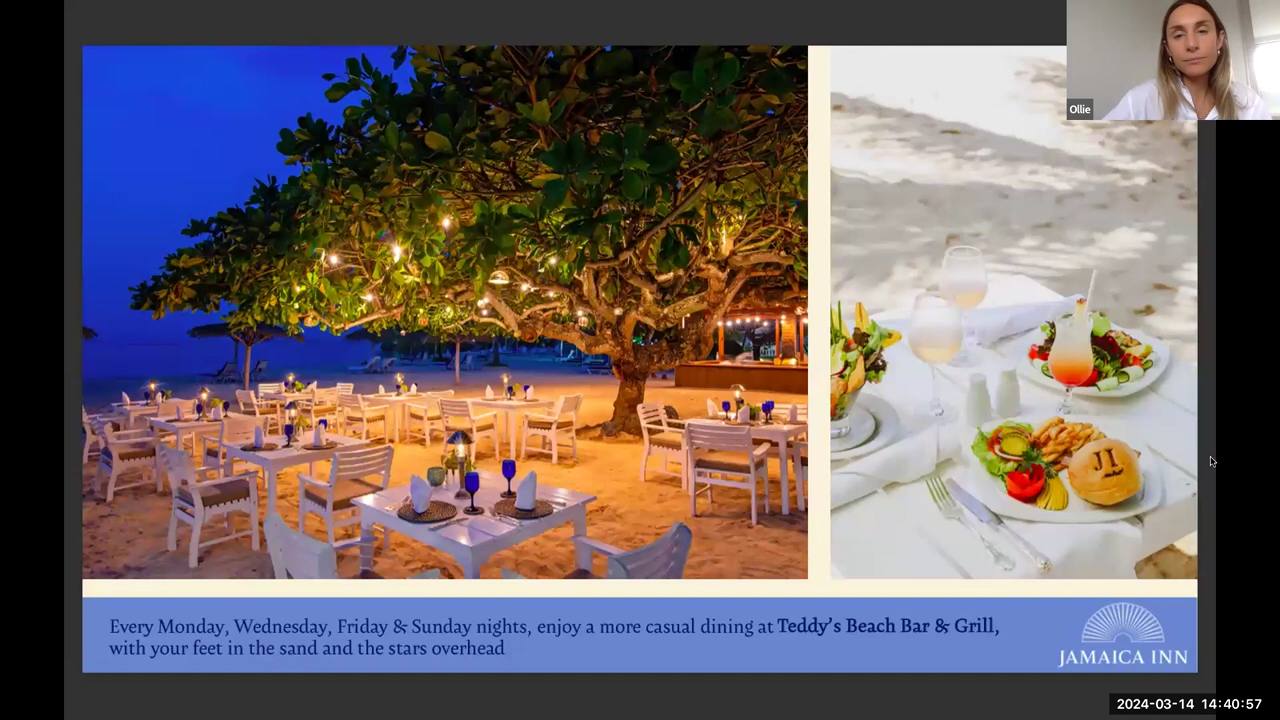 Ollie
JL
Every Monday, Wednesday, Friday & Sunday nights, enjoy a more casual dining at Teddy's Beach Bar & Grill,
with your feet in the sand and the stars overhead
JAMAICA INN
2024-03-14 14:40:57